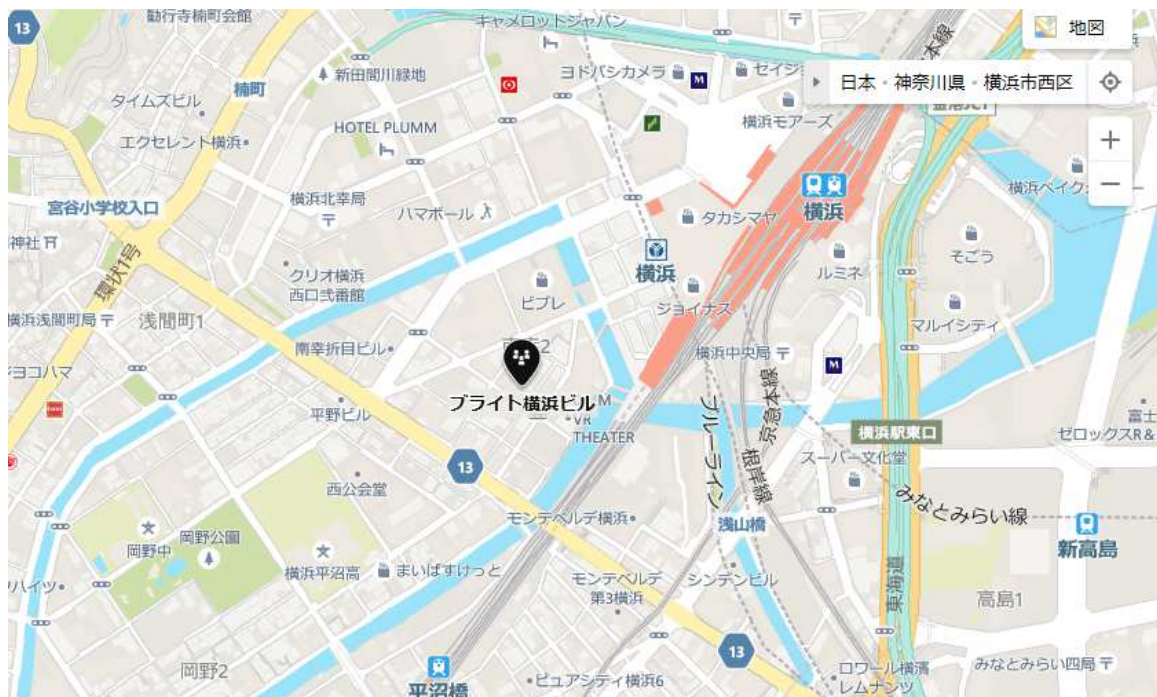 13
勧行寺楠町会館
キャメロットジャパン
地図
新田間川緑地
ヨドバシカメラ
M
セイジ
日本・神奈川県・横浜市西区
楠町
タイムズビル
エクセレント横浜
HOTEL PLUMM
横浜モアーズ
金港JCT
宮谷小学校入口
横浜北幸局
ハマボール
タカシマヤ
横浜
横浜ベイク
神社
環状1号
クリオ横浜
西口弐番館
横浜
ルミネ
そごう
ビブレ
ジョイナス
横浜浅間町局
浅間町1
南幸折目ビル
マルイシティ
ジヨコハマ
横浜中央局
M
ブライト横浜ビル
平野ビル
VR
THEATER
京急本線
ブルーライン
根岸線
横浜駅東口
富士
ゼロックスR&
13
スーパー文化堂
西公会堂
みなとみらい線
モンテベルデ横浜
浅山橋
新高島
岡野中
岡野公園
横浜平沼高
まいばすけっと
モンテベルデ
第3横浜
シンデンビル
東海道
ハイツ
高島1
13
岡野2
平沼橋
ピュアシティ横浜6
ロワール横濱
レムナンツ
みなとみらい四局